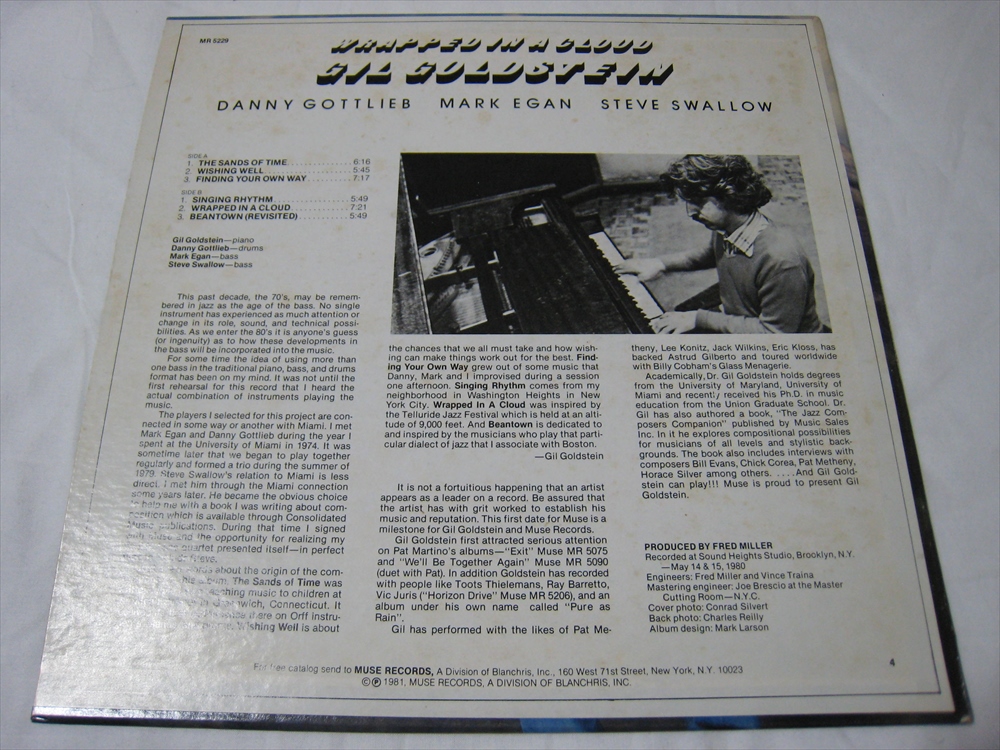 MR 5229
WRAPPED IN A CLOUD
GIL GOLDSTEIN
DANNY GOTTLIEB MARK EGAN STEVE SWALLOW
SIDE A
1. THE SANDS OF TIME 6:16
2. WISHING WELL 5:45
3. FINDING YOUR OWN WAY 7:17
SIDE B
1. SINGING RHYTHM 5:49
2. WRAPPED IN A CLOUD 7:21
3. BEANTOWN (REVISITED) 5:49
Gil Goldstein—piano
Danny Gottlieb—drums
Mark Egan—bass
Steve Swallow—bass
This past decade, the 70's, may be remem-
bered in jazz as the age of the bass. No single
instrument has experienced as much attention or
change in its role, sound, and technical possi-
bilities. As we enter the 80's it is anyone's guess
(or ingenuity) as to how these developments in
the bass will be incorporated into the music.
For some time the idea of using more than
one bass in the traditional piano, bass, and drums
format has been on my mind. It was not until the
first rehearsal for this record that I heard the
actual combination of instruments playing the
music.
The players I selected for this project are con-
nected in some way or another with Miami. I met
Mark Egan and Danny Gottlieb during the year I
spent at the University of Miami in 1974. It was
sometime later that we began to play together
regularly and formed a trio during the summer of
1979. Steve Swallow's relation to Miami is less
direct. I met him through the Miami connection
some years later. He became the obvious choice
to help me with a book I was writing about com-
position which is available through Consolidated
Music publications. During that time I signed
with Muse and the opportunity for realizing my
quartet presented itself—in perfect
about the origin of the com-
this album. The Sands of Time was
teaching music to children at
in Greenwich, Connecticut. It
there on Orff instru-
Wishing Well is about
the chances that we all must take and how wish-
ing can make things work out for the best. Find-
ing Your Own Way grew out of some music that
Danny, Mark and I improvised during a session
one afternoon. Singing Rhythm comes from my
neighborhood in Washington Heights in New
York City. Wrapped In A Cloud was inspired by
the Telluride Jazz Festival which is held at an alti-
tude of 9,000 feet. And Beantown is dedicated to
and inspired by the musicians who play that parti-
cular dialect of jazz that I associate with Boston.
—Gil Goldstein
It is not a fortuitious happening that an artist
appears as a leader on a record. Be assured that
the artist has with grit worked to establish his
music and reputation. This first date for Muse is a
milestone for Gil Goldstein and Muse Records.
Gil Goldstein first attracted serious attention
on Pat Martino's albums—"Exit" Muse MR 5075
and "We'll Be Together Again" Muse MR 5090
(duet with Pat). In addition Goldstein has recorded
with people like Toots Thielemans, Ray Barretto,
Vic Juris ("Horizon Drive" Muse MR 5206), and an
album under his own name called "Pure as
Rain".
Gil has performed with the likes of Pat Me-
theny, Lee Konitz, Jack Wilkins, Eric Kloss, has
backed Astrud Gilberto and toured worldwide
with Billy Cobham's Glass Menagerie.
Academically, Dr. Gil Goldstein holds degrees
from the University of Maryland, University of
Miami and recently received his Ph.D. in music
education from the Union Graduate School. Dr.
Gil has also authored a book, "The Jazz Com-
posers Companion" published by Music Sales
Inc. In it he explores compositional possibilities
for musicians of all levels and stylistic back-
grounds. The book also includes interviews with
composers Bill Evans, Chick Corea, Pat Metheny,
Horace Silver among others. ....And Gil Gold-
stein can play!!! Muse is proud to present Gil
Goldstein.
PRODUCED BY FRED MILLER
Recorded at Sound Heights Studio, Brooklyn, N.Y.
—May 14 & 15, 1980
Engineers: Fred Miller and Vince Traina
Mastering engineer: Joe Brescio at the Master
Cutting Room—N.Y.C.
Cover photo: Conrad Silvert
Back photo: Charles Reilly
Album design: Mark Larson
For free catalog send to MUSE RECORDS, A Division of Blanchris, Inc., 160 West 71st Street, New York, N.Y. 10023
©℗ 1981, MUSE RECORDS, A DIVISION OF BLANCHRIS, INC.
4